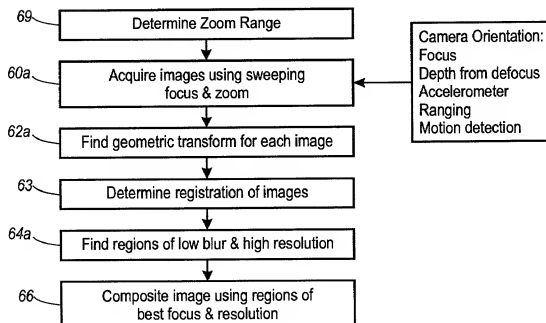 69
Determine Zoom Range
60a
Acquire images using sweeping
focus & zoom
Camera Orientation:
Focus
Depth from defocus
Accelerometer
Ranging
Motion detection
62a
Find geometric transform for each image
63
Determine registration of images
64a
Find regions of low blur & high resolution
66
Composite image using regions of
best focus & resolution